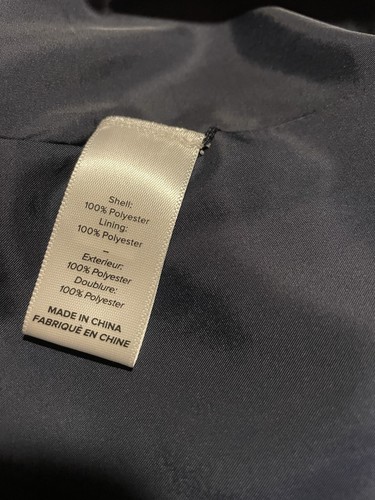 Shell:
100% Polyester
Lining:
100% Polyester
–
Exterieur:
100% Polyester
Doublure:
100% Polyester
MADE IN CHINA
FABRIQUÉ EN CHINE